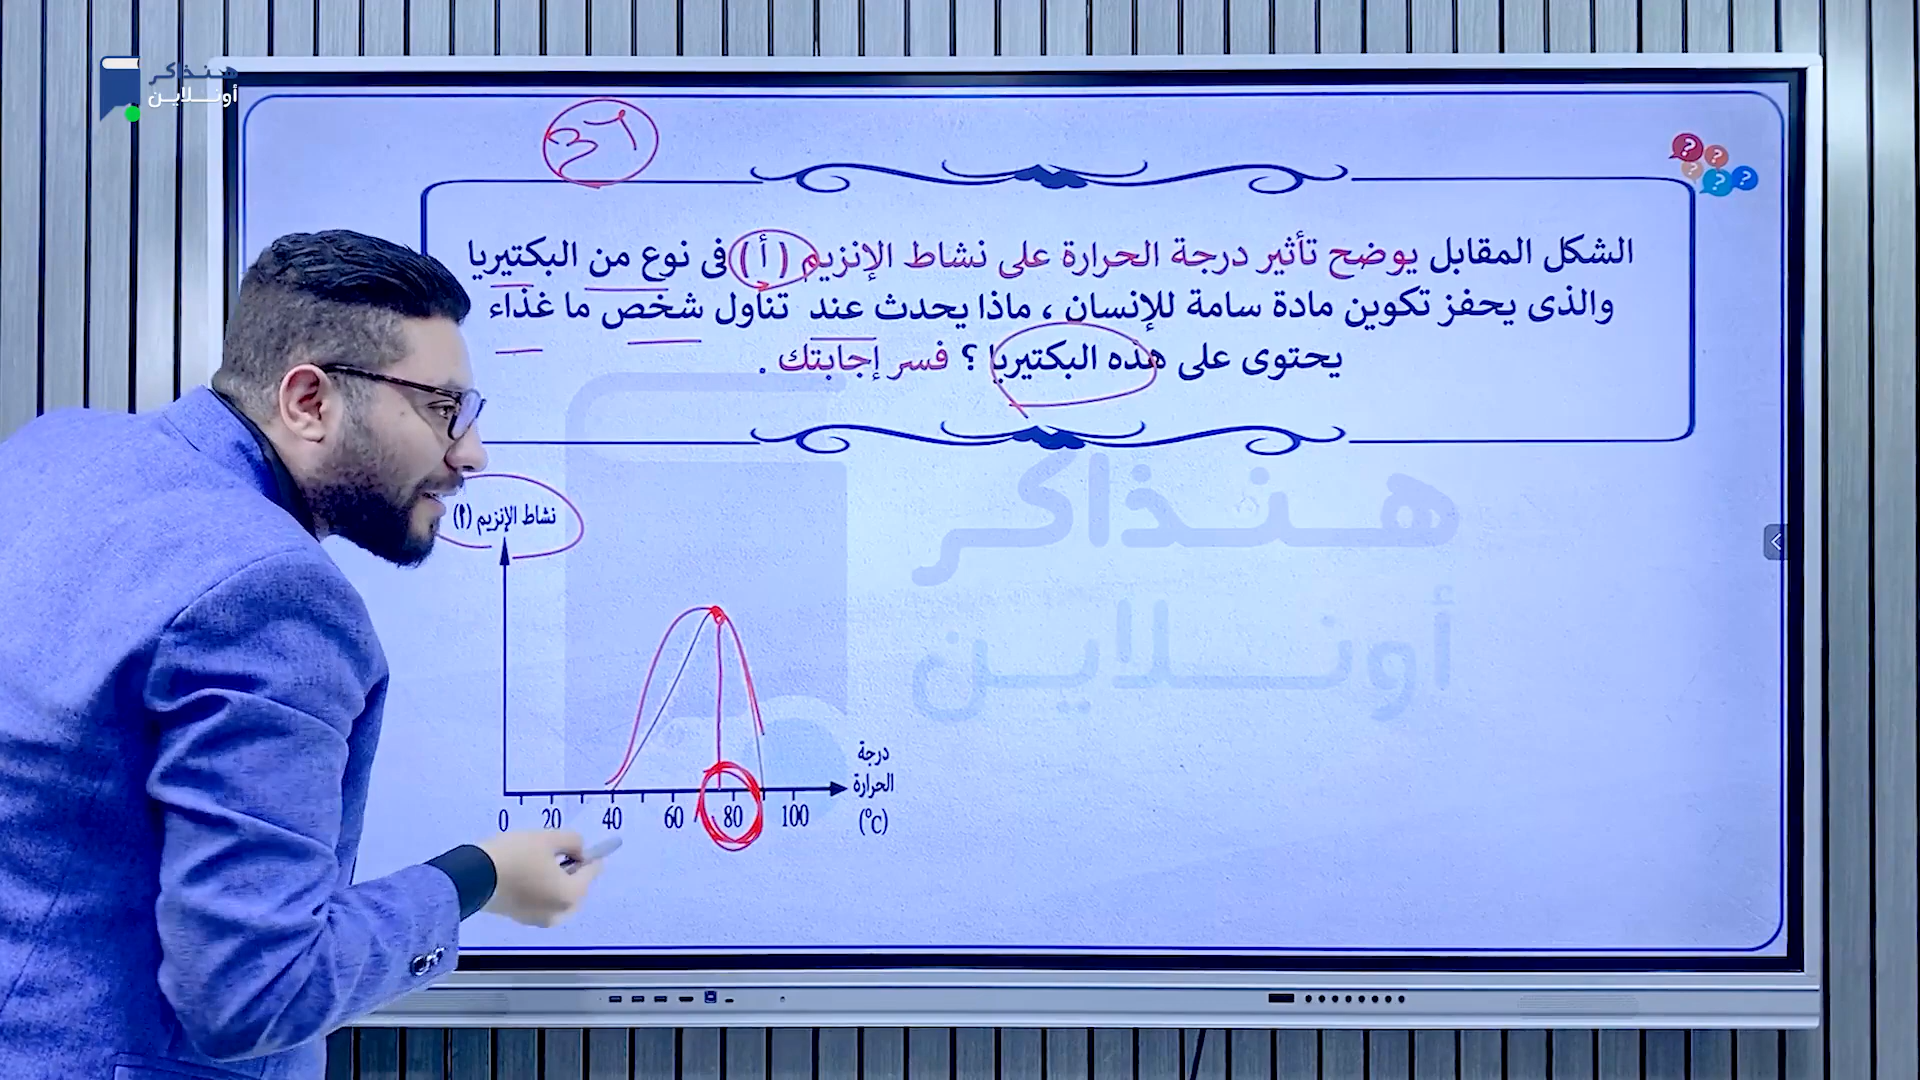 هنذاكر
أونلاين
36
الشكل المقابل يوضح تأثير درجة الحرارة على نشاط الإنزيم (أ) فى نوع من البكتيريا
والذى يحفز تكوين مادة سامة للإنسان ، ماذا يحدث عند تناول شخص ما غذاء
يحتوى على هذه البكتيريا ؟ فسر إجابتك .
هنذاكر
أونلاين
نشاط الإنزيم (أ)
درجة
الحرارة
(°C)
0 20 40 60 80 100